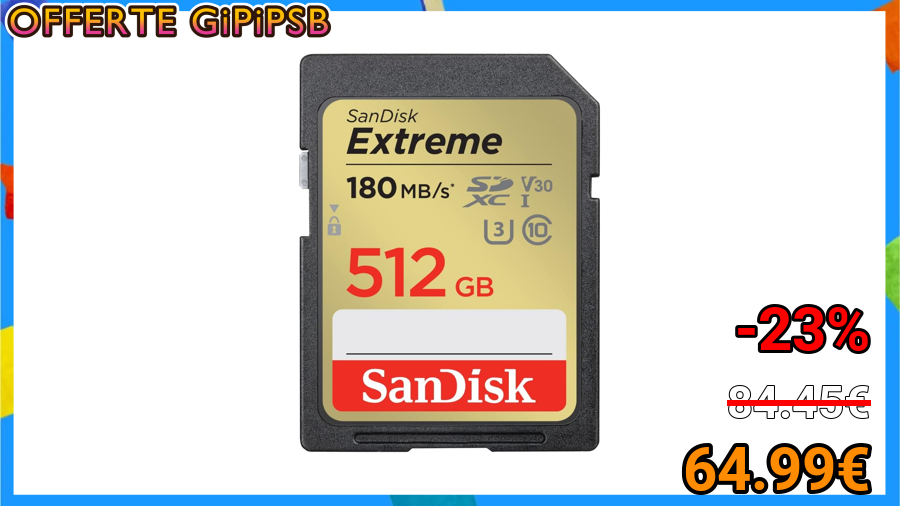 OFFERTE GiPiPSB
SanDisk
Extreme
180 MB/s*
SD XC V30 I
3 10
512 GB
SanDisk
-23%
84.45€
64.99€